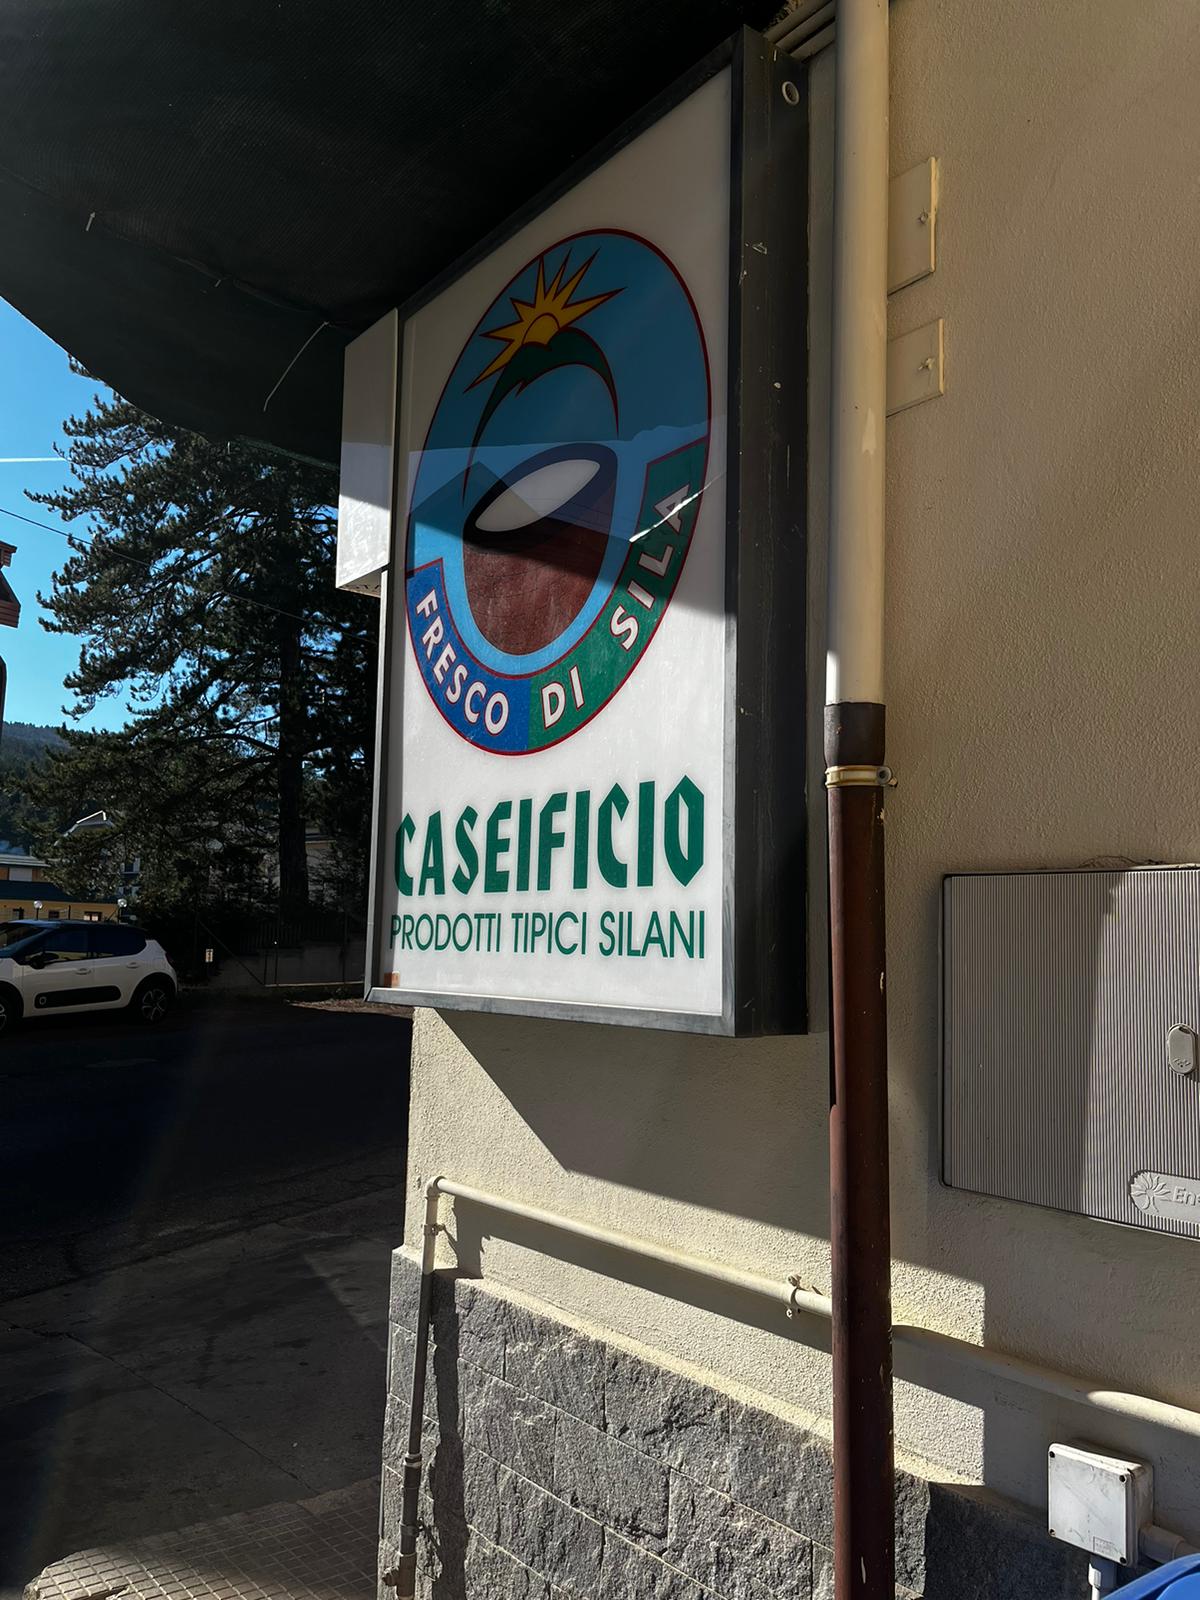 FRESCO DI SILA
CASEIFICIO
PRODOTTI TIPICI SILANI